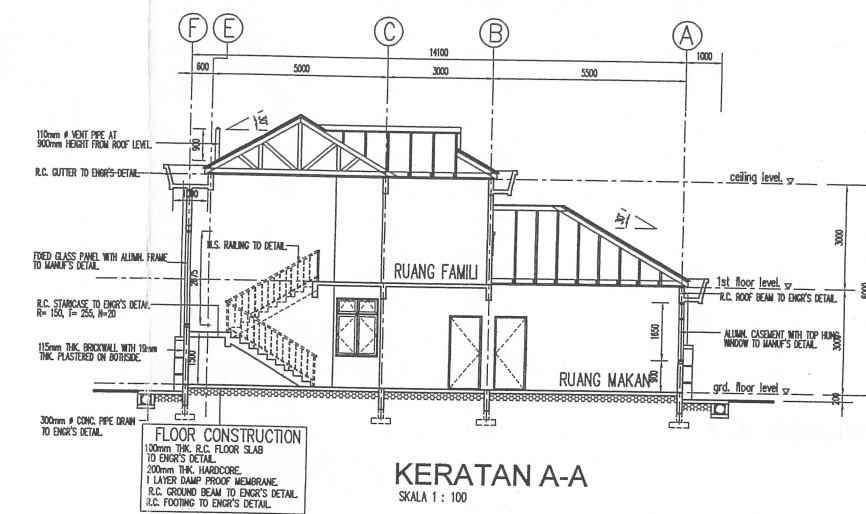 F
E
C
B
A
14100
1000
600
5000
3000
5500
110mm ø VENT PIPE AT
900mm HEIGHT FROM ROOF LEVEL.
900
30°
R.C. GUTTER TO ENGR'S DETAIL
ceiling level.
30°
3000
M.S. RAILING TO DETAIL
FIXED GLASS PANEL WITH ALUMN. FRAME
TO MANUF'S DETAIL.
2675
RUANG FAMILI
1st floor level.
R.C. ROOF BEAM TO ENGR'S DETAIL.
6000
R.C. STAIRCASE TO ENGR'S DETAIL
R= 150, T= 255, N=20
1650
ALUMN. CASEMENT WITH TOP HUNG
WINDOW TO MANUF'S DETAIL.
3000
115mm THK. BRICKWALL WITH 19mm
THK. PLASTERED ON BOTHSIDE.
1500
900
RUANG MAKAN
grd. floor level
200
300mm ø CONC. PIPE DRAIN
TO ENGR'S DETAIL.
FLOOR CONSTRUCTION
100mm THK. R.C. FLOOR SLAB
TO ENGR'S DETAIL.
200mm THK. HARDCORE.
1 LAYER DAMP PROOF MEMBRANE.
R.C. GROUND BEAM TO ENGR'S DETAIL
R.C. FOOTING TO ENGR'S DETAIL
KERATAN A-A
SKALA 1 : 100